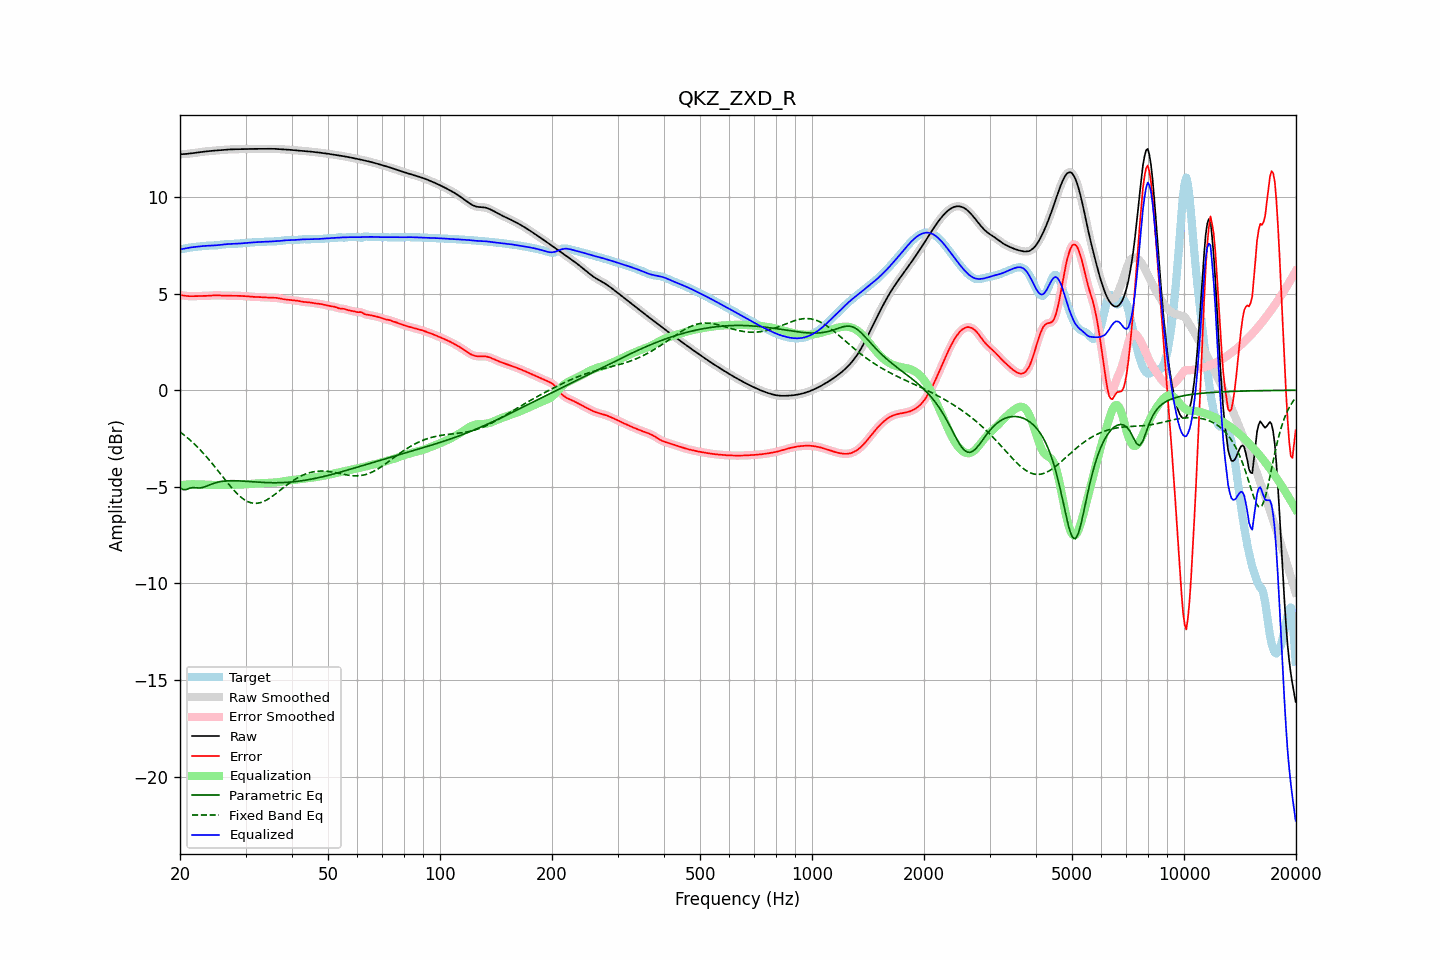 QKZ_ZXD_R
Amplitude (dBr)
10
5
0
−5
−10
−15
−20
Target
Raw Smoothed
Error Smoothed
Raw
Error
Equalization
Parametric Eq
Fixed Band Eq
Equalized
20 50 100 200 500 1000 2000 5000 10000 20000
Frequency (Hz)